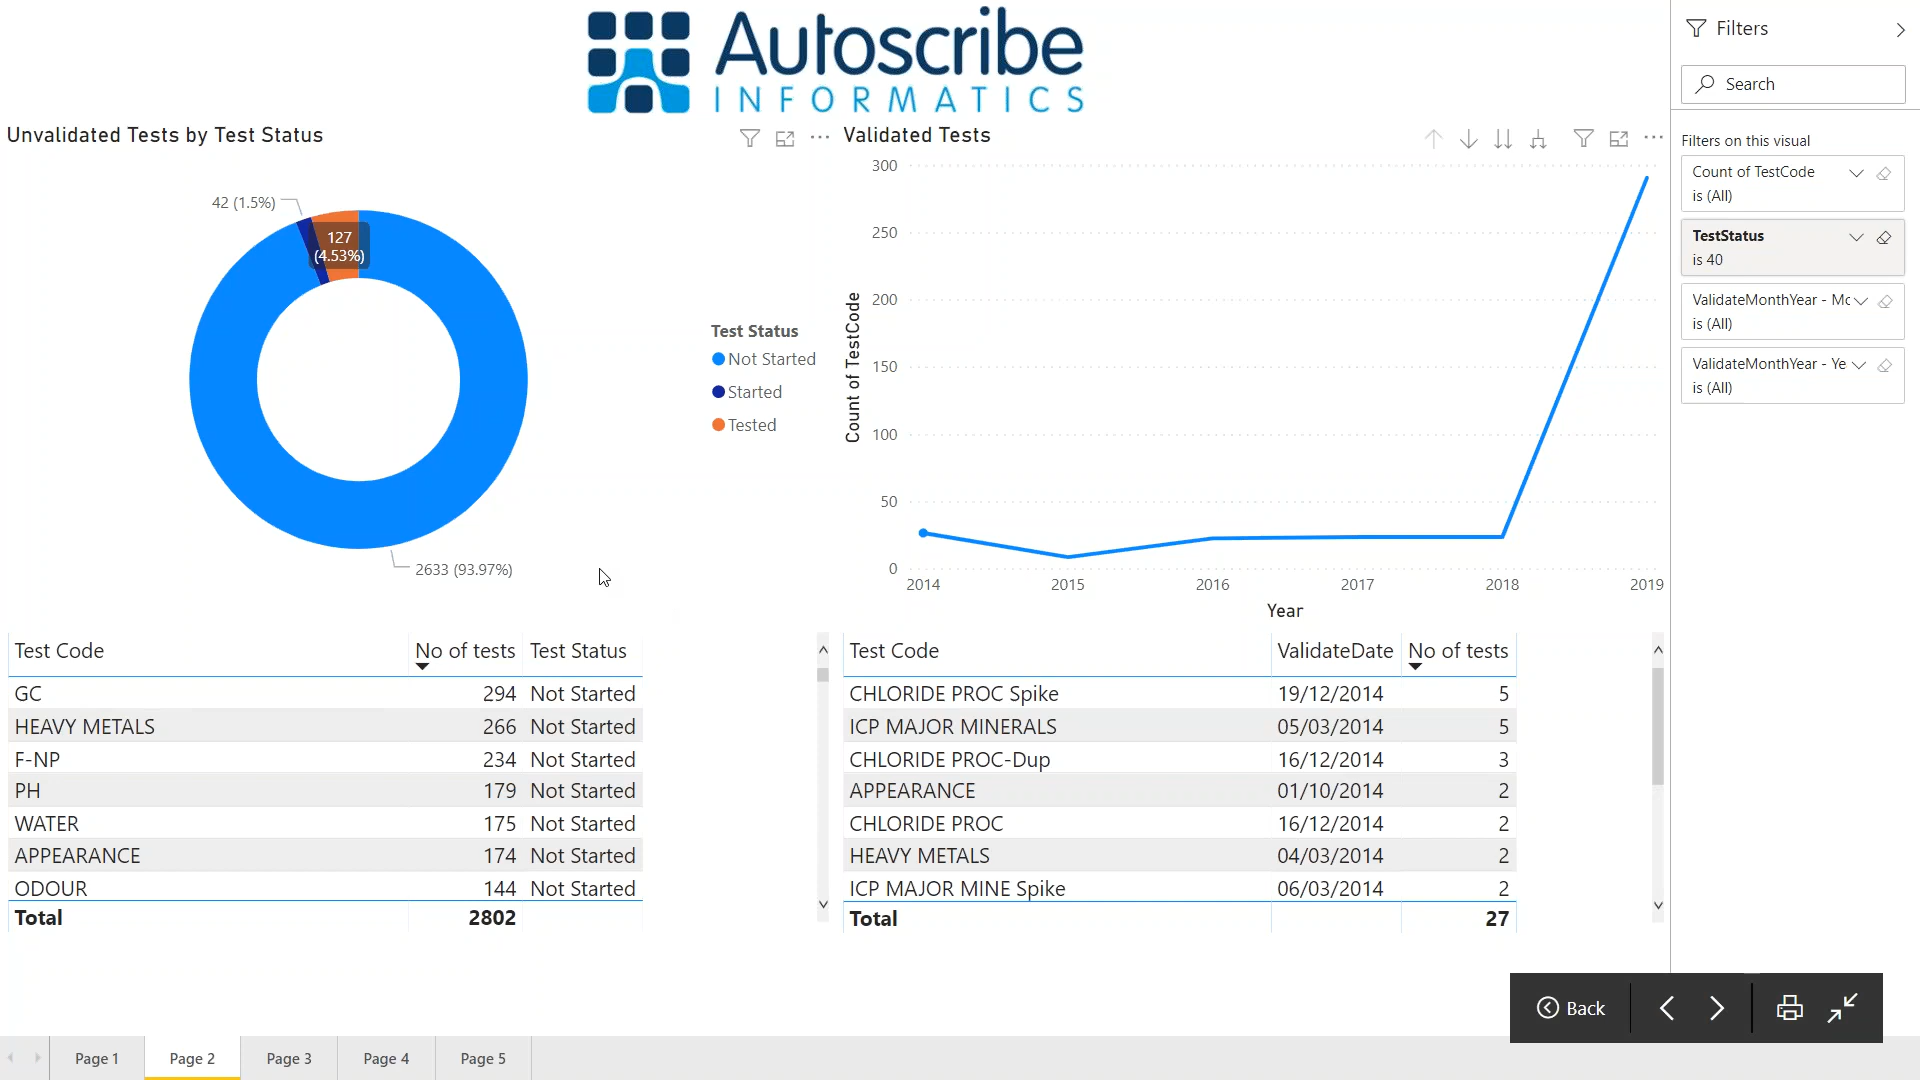 Autoscribe
INFORMATICS
Unvalidated Tests by Test Status
42 (1.5%)
127
(4.53%)
2633 (93.97%)
Test Status
Not Started
Started
Tested
Validated Tests
300
250
200
150
100
50
0
Count of TestCode
2014 2015 2016 2017 2018 2019
Year
Test Code No of tests Test Status
GC 294 Not Started
HEAVY METALS 266 Not Started
F-NP 234 Not Started
PH 179 Not Started
WATER 175 Not Started
APPEARANCE 174 Not Started
ODOUR 144 Not Started
Total 2802
Test Code ValidateDate No of tests
CHLORIDE PROC Spike 19/12/2014 5
ICP MAJOR MINERALS 05/03/2014 5
CHLORIDE PROC-Dup 16/12/2014 3
APPEARANCE 01/10/2014 2
CHLORIDE PROC 16/12/2014 2
HEAVY METALS 04/03/2014 2
ICP MAJOR MINE Spike 06/03/2014 2
Total 27
Filters
Search
Filters on this visual
Count of TestCode
is (All)
TestStatus
is 40
ValidateMonthYear - Mc
is (All)
ValidateMonthYear - Ye
is (All)
Back
Page 1 Page 2 Page 3 Page 4 Page 5